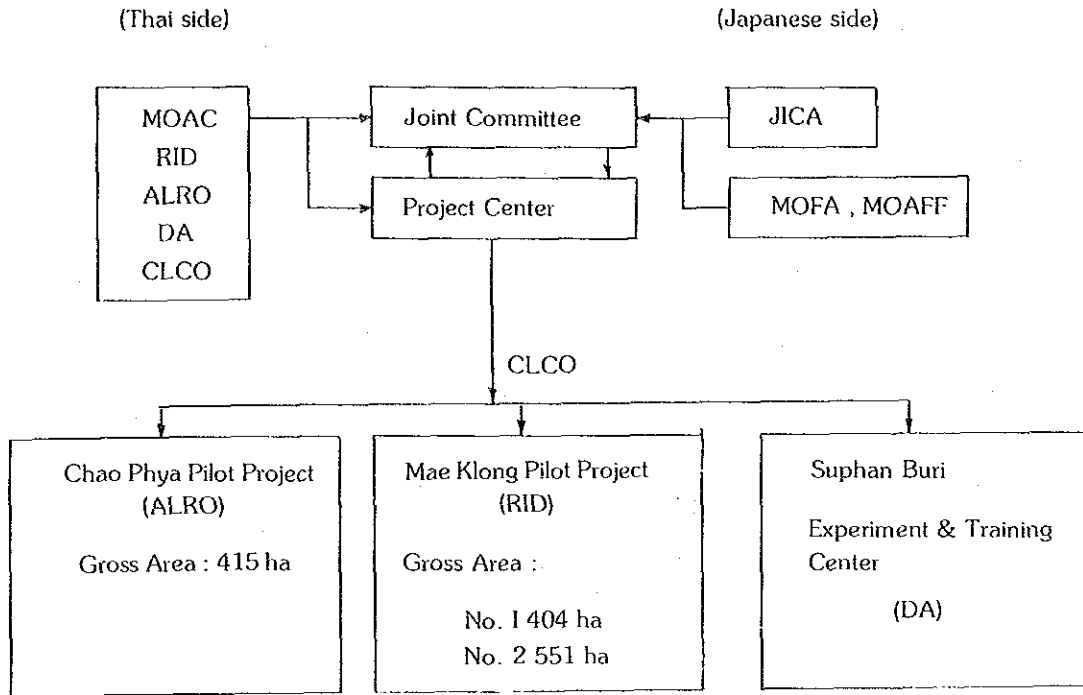 (Thai side)
(Japanese side)
MOAC
RID
ALRO
DA
CLCO
Joint Committee
Project Center
JICA
MOFA , MOAFF
CLCO
Chao Phya Pilot Project
(ALRO)
Gross Area : 415 ha
Mae Klong Pilot Project
(RID)
Gross Area :
No. 1 404 ha
No. 2 551 ha
Suphan Buri
Experiment & Training
Center
(DA)